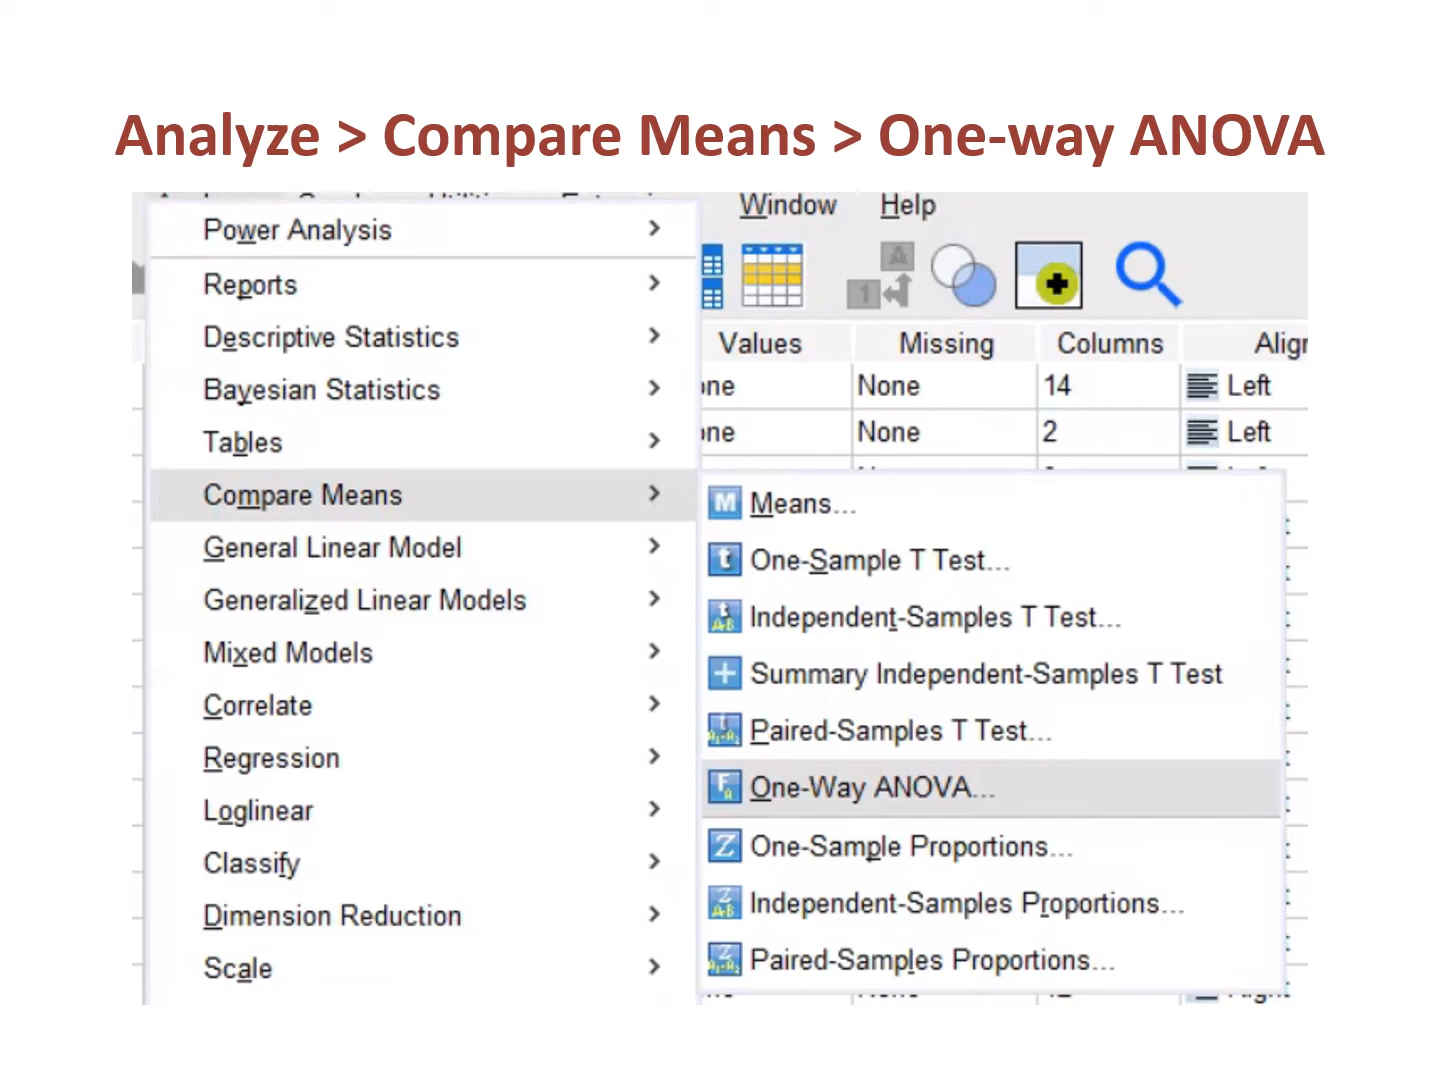 Analyze > Compare Means > One-way ANOVA
Window Help
Power Analysis
Reports
Descriptive Statistics
Bayesian Statistics
Tables
Compare Means
General Linear Model
Generalized Linear Models
Mixed Models
Correlate
Regression
Loglinear
Classify
Dimension Reduction
Scale
Values Missing Columns
None 14 Left
None 2 Left
Means...
One-Sample T Test...
Independent-Samples T Test...
Summary Independent-Samples T Test
Paired-Samples T Test...
One-Way ANOVA...
One-Sample Proportions...
Independent-Samples Proportions...
Paired-Samples Proportions...